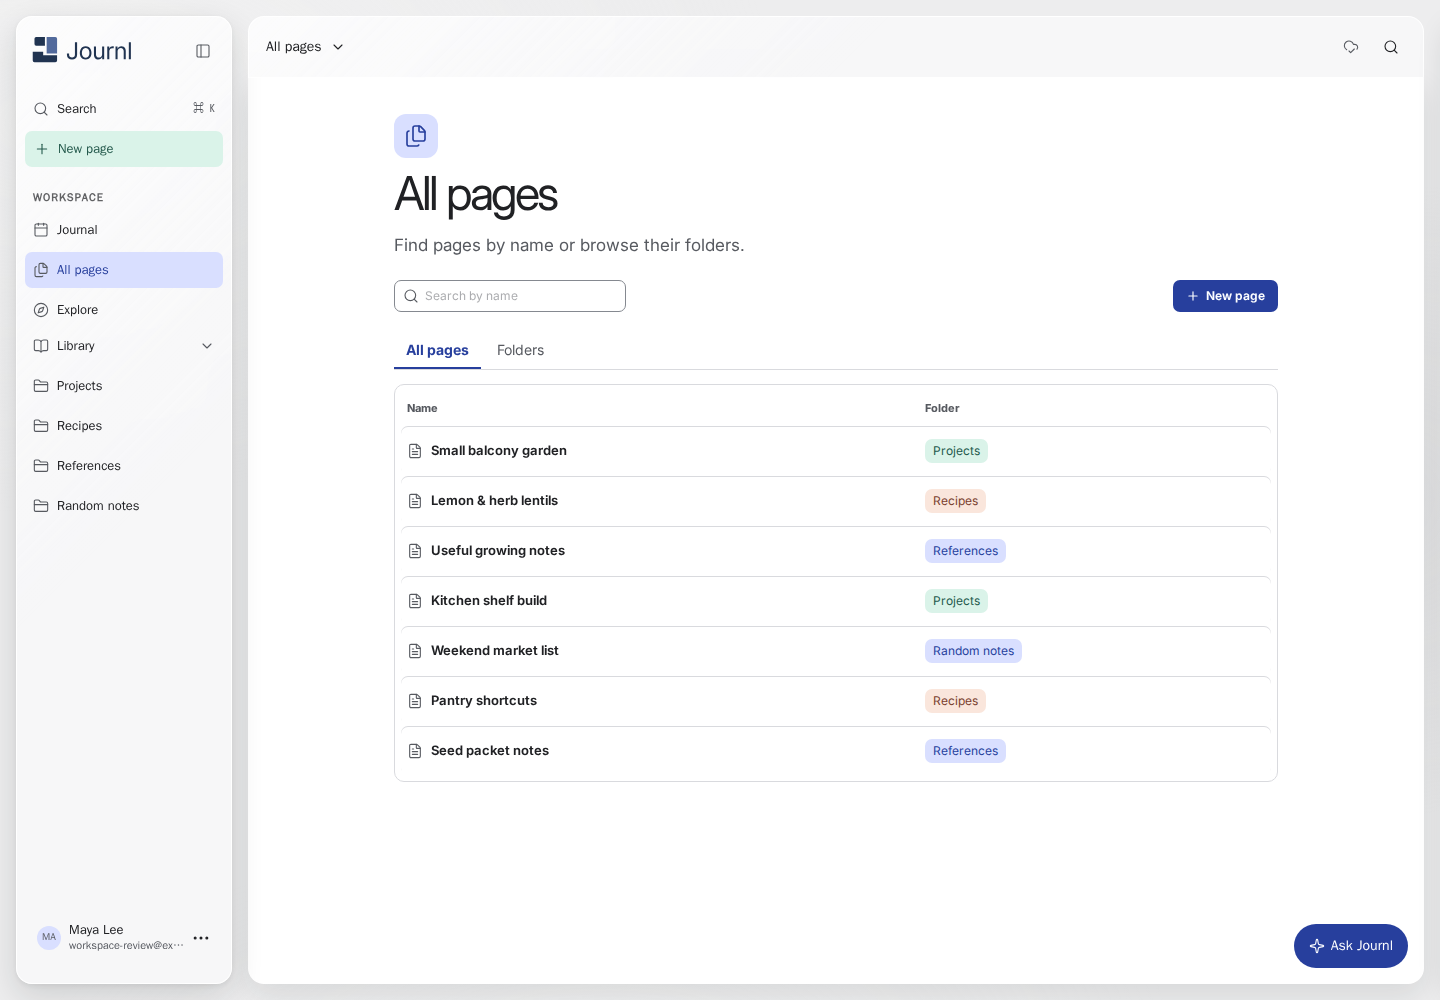 Journl
Search ⌘ K
New page
WORKSPACE
Journal
All pages
Explore
Library
Projects
Recipes
References
Random notes
MA
Maya Lee
workspace-review@ex···
All pages
All pages
Find pages by name or browse their folders.
Search by name
New page
All pages Folders
Name Folder
Small balcony garden Projects
Lemon & herb lentils Recipes
Useful growing notes References
Kitchen shelf build Projects
Weekend market list Random notes
Pantry shortcuts Recipes
Seed packet notes References
Ask Journl